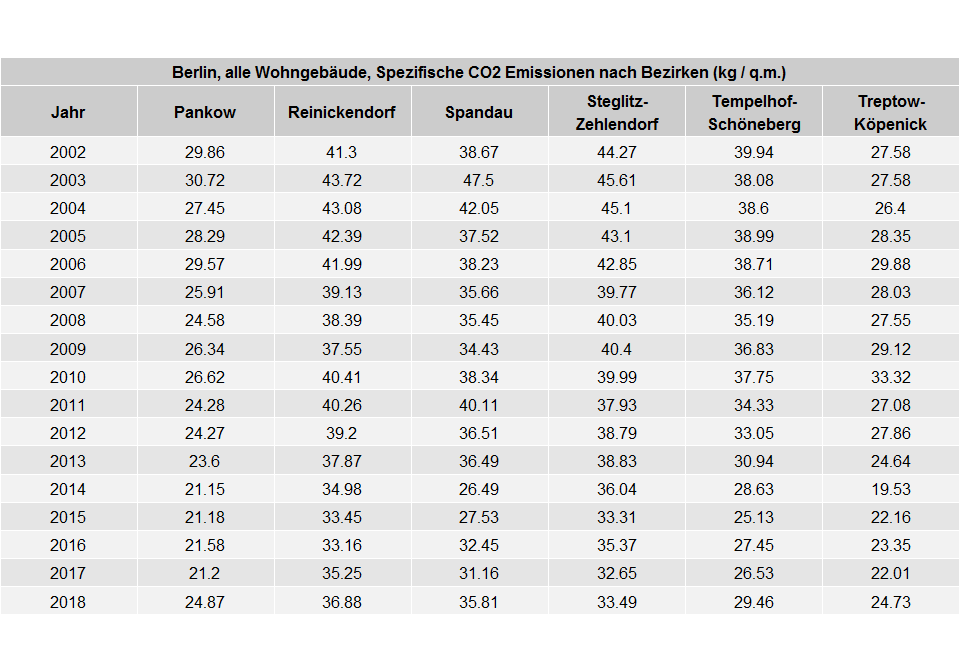 Berlin, alle Wohngebäude, Spezifische CO2 Emissionen nach Bezirken (kg / q.m.)
Jahr Pankow Reinickendorf Spandau Steglitz-Zehlendorf Tempelhof-Schöneberg Treptow-Köpenick
2002 29.86 41.3 38.67 44.27 39.94 27.58
2003 30.72 43.72 47.5 45.61 38.08 27.58
2004 27.45 43.08 42.05 45.1 38.6 26.4
2005 28.29 42.39 37.52 43.1 38.99 28.35
2006 29.57 41.99 38.23 42.85 38.71 29.88
2007 25.91 39.13 35.66 39.77 36.12 28.03
2008 24.58 38.39 35.45 40.03 35.19 27.55
2009 26.34 37.55 34.43 40.4 36.83 29.12
2010 26.62 40.41 38.34 39.99 37.75 33.32
2011 24.28 40.26 40.11 37.93 34.33 27.08
2012 24.27 39.2 36.51 38.79 33.05 27.86
2013 23.6 37.87 36.49 38.83 30.94 24.64
2014 21.15 34.98 26.49 36.04 28.63 19.53
2015 21.18 33.45 27.53 33.31 25.13 22.16
2016 21.58 33.16 32.45 35.37 27.45 23.35
2017 21.2 35.25 31.16 32.65 26.53 22.01
2018 24.87 36.88 35.81 33.49 29.46 24.73